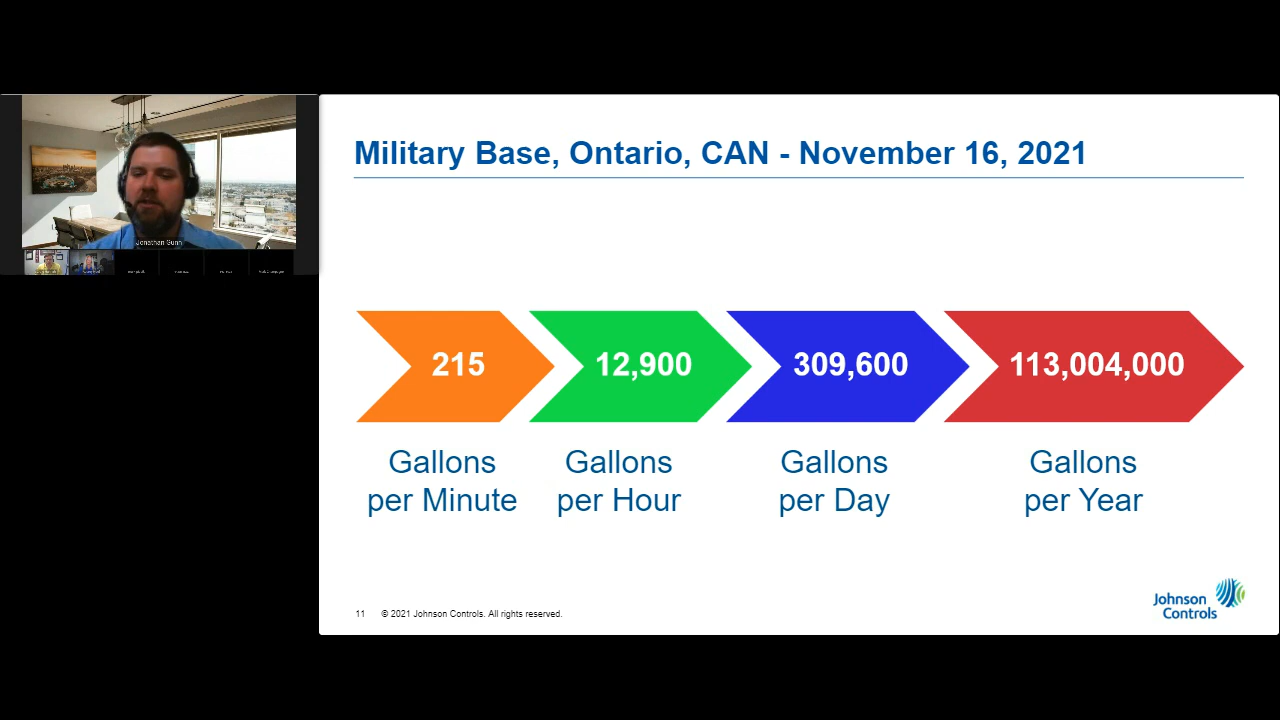 Military Base, Ontario, CAN - November 16, 2021
Jonathan Gunn
215
12,900
309,600
113,004,000
Gallons
per Minute
Gallons
per Hour
Gallons
per Day
Gallons
per Year
11 © 2021 Johnson Controls. All rights reserved.
Johnson
Controls